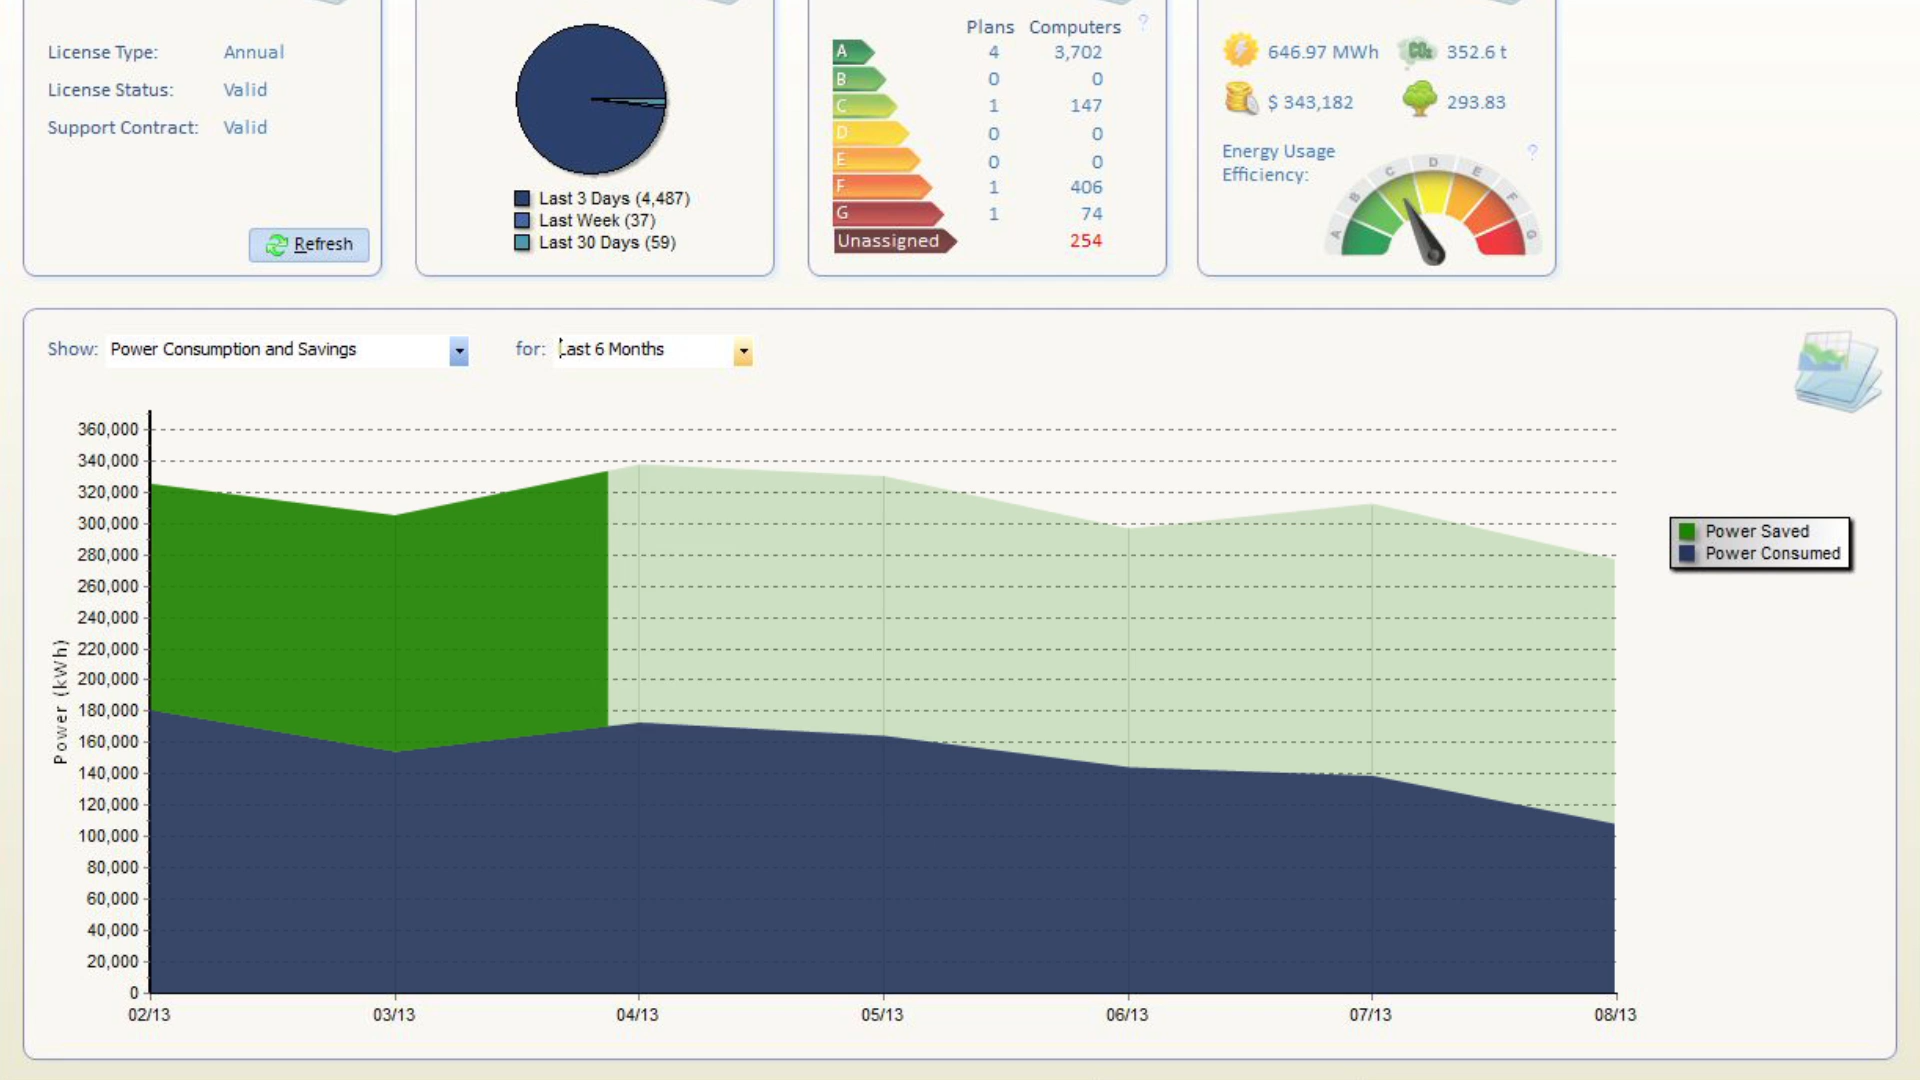 License Type: Annual
License Status: Valid
Support Contract: Valid
Refresh
Last 3 Days (4,487)
Last Week (37)
Last 30 Days (59)
Plans Computers ?
A 4 3,702
B 0 0
C 1 147
D 0 0
E 0 0
F 1 406
G 1 74
Unassigned 254
646.97 MWh CO₂ 352.6 t
$ 343,182 293.83
Energy Usage ?
Efficiency:
A B C D E F G
Show: Power Consumption and Savings for: Last 6 Months
360,000
340,000
320,000
300,000
280,000
260,000
240,000
220,000
200,000
180,000
160,000
140,000
120,000
100,000
80,000
60,000
40,000
20,000
0
Power (kWh)
02/13 03/13 04/13 05/13 06/13 07/13 08/13
Power Saved
Power Consumed